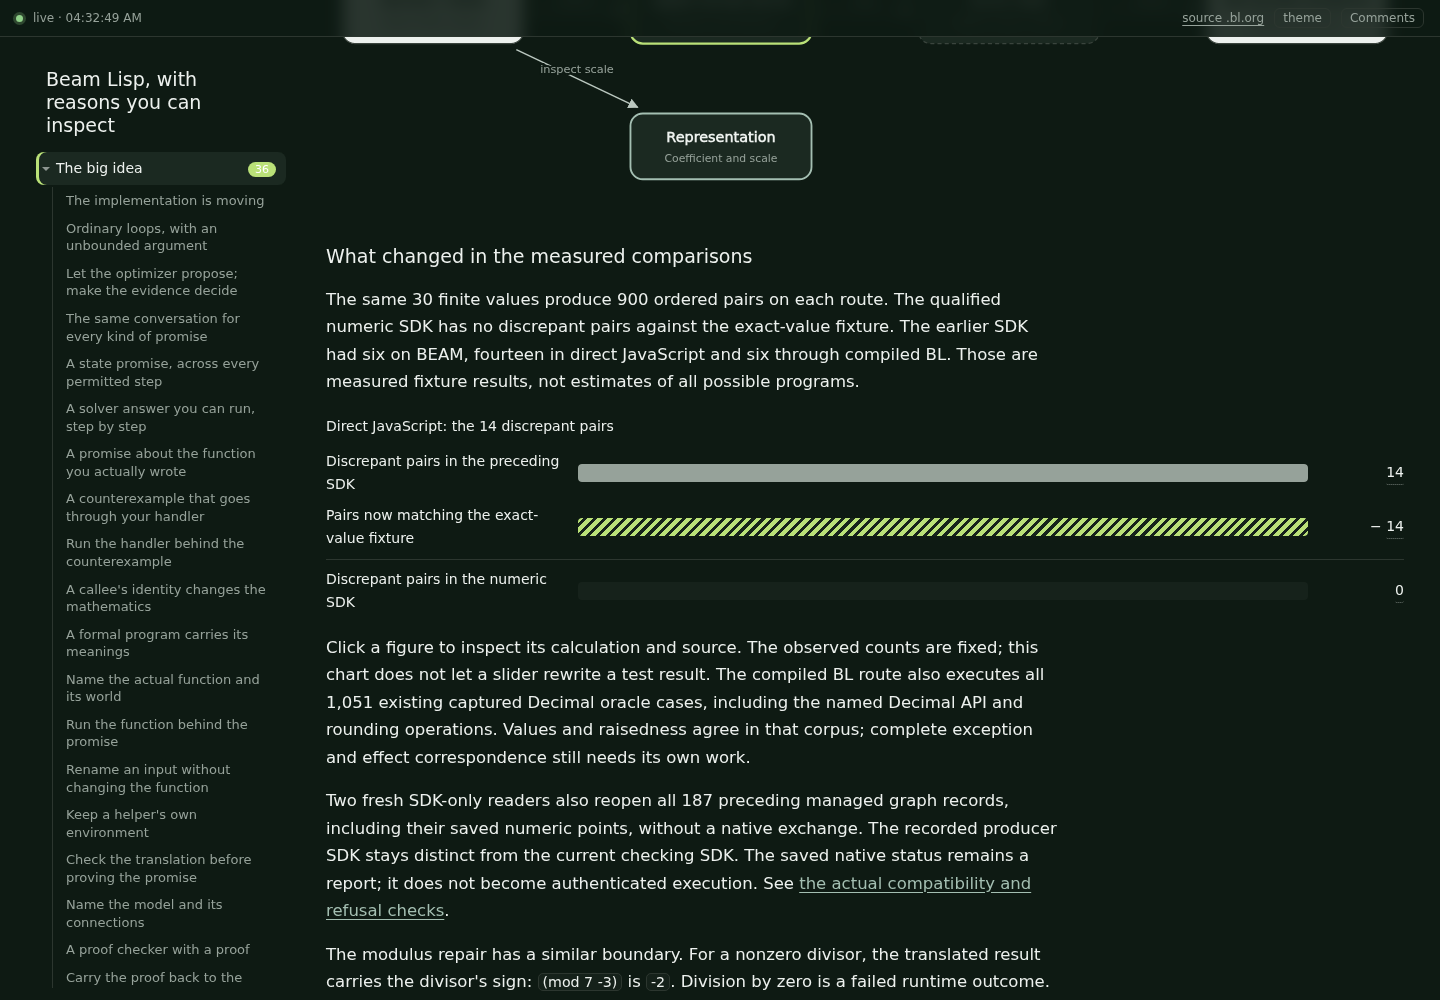 live · 04:32:49 AM
source .bl.org
theme
Comments
Beam Lisp, with
reasons you can
inspect
The big idea
36
The implementation is moving
Ordinary loops, with an
unbounded argument
Let the optimizer propose;
make the evidence decide
The same conversation for
every kind of promise
A state promise, across every
permitted step
A solver answer you can run,
step by step
A promise about the function
you actually wrote
A counterexample that goes
through your handler
Run the handler behind the
counterexample
A callee's identity changes the
mathematics
A formal program carries its
meanings
Name the actual function and
its world
Run the function behind the
promise
Rename an input without
changing the function
Keep a helper's own
environment
Check the translation before
proving the promise
Name the model and its
connections
A proof checker with a proof
Carry the proof back to the
inspect scale
Representation
Coefficient and scale
What changed in the measured comparisons
The same 30 finite values produce 900 ordered pairs on each route. The qualified
numeric SDK has no discrepant pairs against the exact-value fixture. The earlier SDK
had six on BEAM, fourteen in direct JavaScript and six through compiled BL. Those are
measured fixture results, not estimates of all possible programs.
Direct JavaScript: the 14 discrepant pairs
Discrepant pairs in the preceding
SDK
14
Pairs now matching the exact-
value fixture
− 14
Discrepant pairs in the numeric
SDK
0
Click a figure to inspect its calculation and source. The observed counts are fixed; this
chart does not let a slider rewrite a test result. The compiled BL route also executes all
1,051 existing captured Decimal oracle cases, including the named Decimal API and
rounding operations. Values and raisedness agree in that corpus; complete exception
and effect correspondence still needs its own work.
Two fresh SDK-only readers also reopen all 187 preceding managed graph records,
including their saved numeric points, without a native exchange. The recorded producer
SDK stays distinct from the current checking SDK. The saved native status remains a
report; it does not become authenticated execution. See the actual compatibility and
refusal checks.
The modulus repair has a similar boundary. For a nonzero divisor, the translated result
carries the divisor's sign: (mod 7 -3) is -2. Division by zero is a failed runtime outcome.